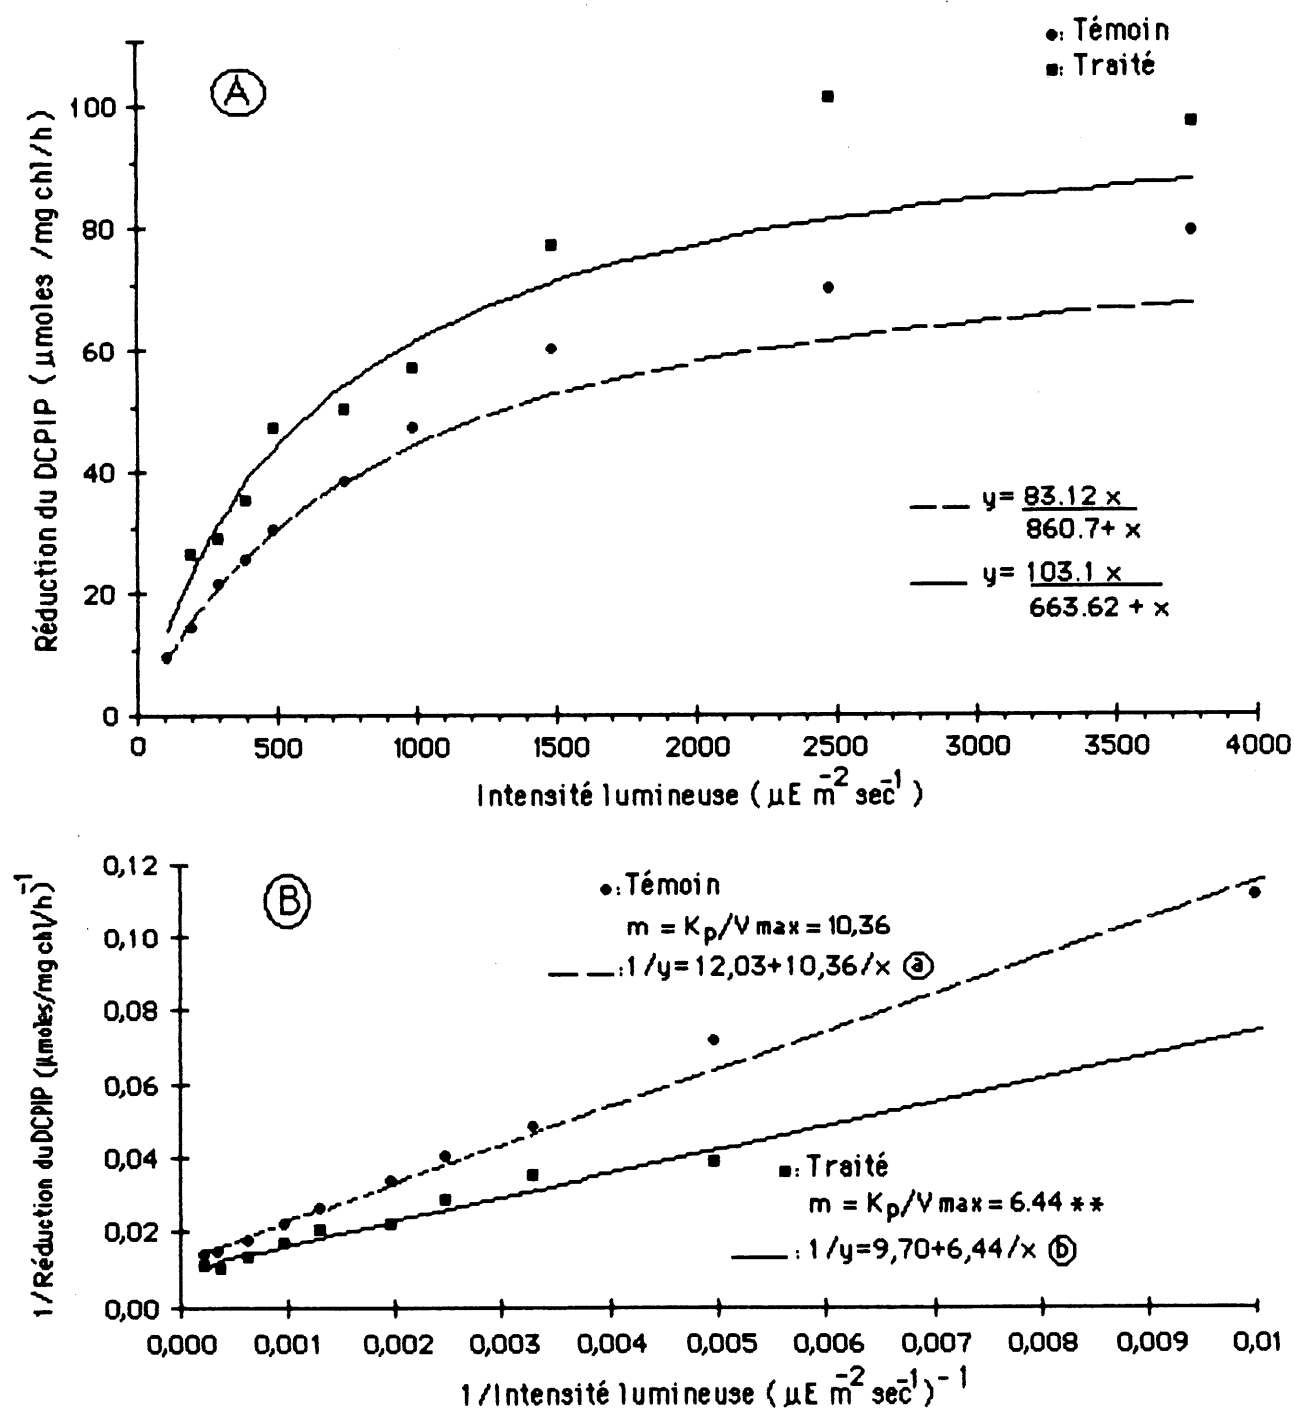 ●: Témoin
■: Traité
A
Réduction du DCPIP (µmoles /mg chl/h)
100
80
60
40
20
0
y= 83.12 x
860.7+ x
y= 103.1 x
663.62 + x
0 500 1000 1500 2000 2500 3000 3500 4000
Intensité lumineuse (µE m⁻² sec⁻¹)
B
1/Réduction du DCPIP (µmoles/mg chl/h)⁻¹
0,12
0,10
0,08
0,06
0,04
0,02
0,00
●: Témoin
m = Kp/V max = 10,36
— —: 1/y=12,03+10,36/x ⓐ
■: Traité
m = Kp/V max = 6.44 **
——: 1/y=9,70+6,44/x ⓑ
0,000 0,001 0,002 0,003 0,004 0,005 0,006 0,007 0,008 0,009 0,01
1/Intensité lumineuse (µE m⁻² sec⁻¹)⁻¹